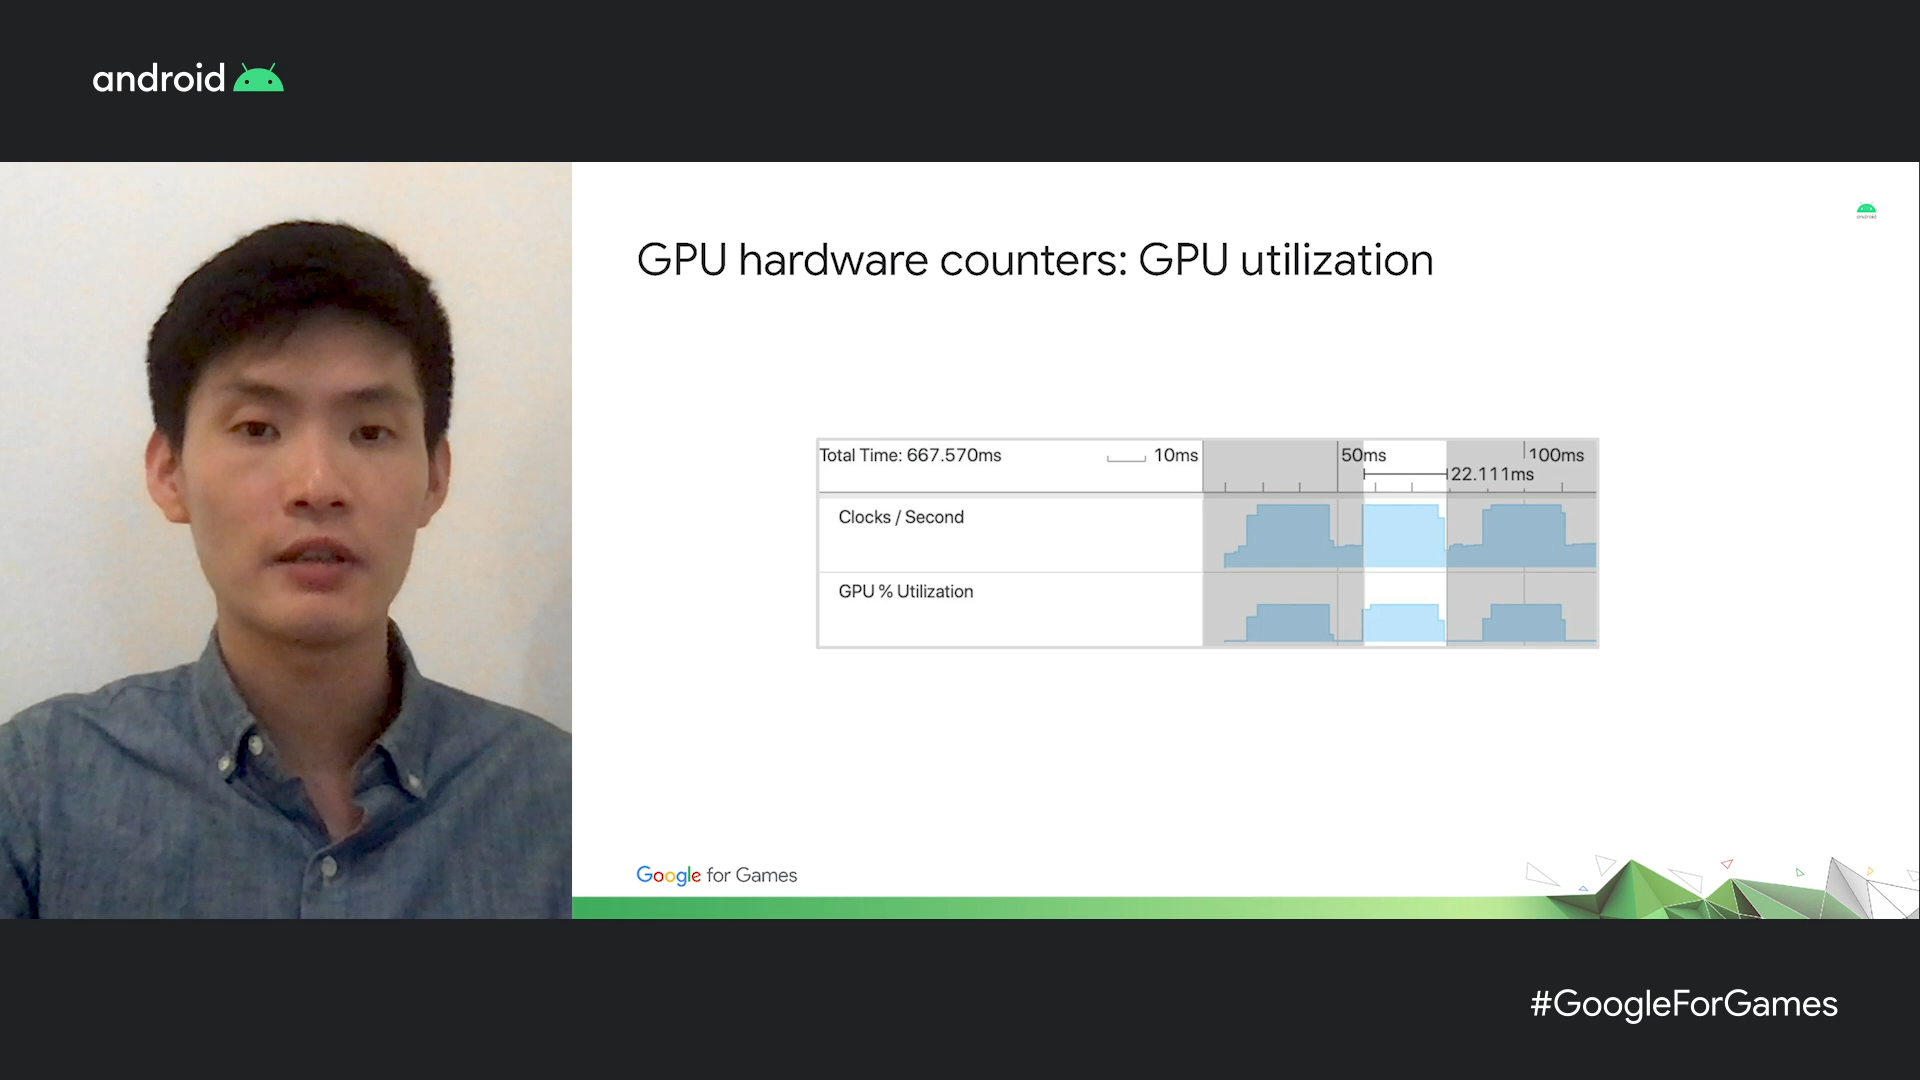 android
GPU hardware counters: GPU utilization
Total Time: 667.570ms
10ms
50ms
100ms
22.111ms
Clocks / Second
GPU % Utilization
Google for Games
#GoogleForGames